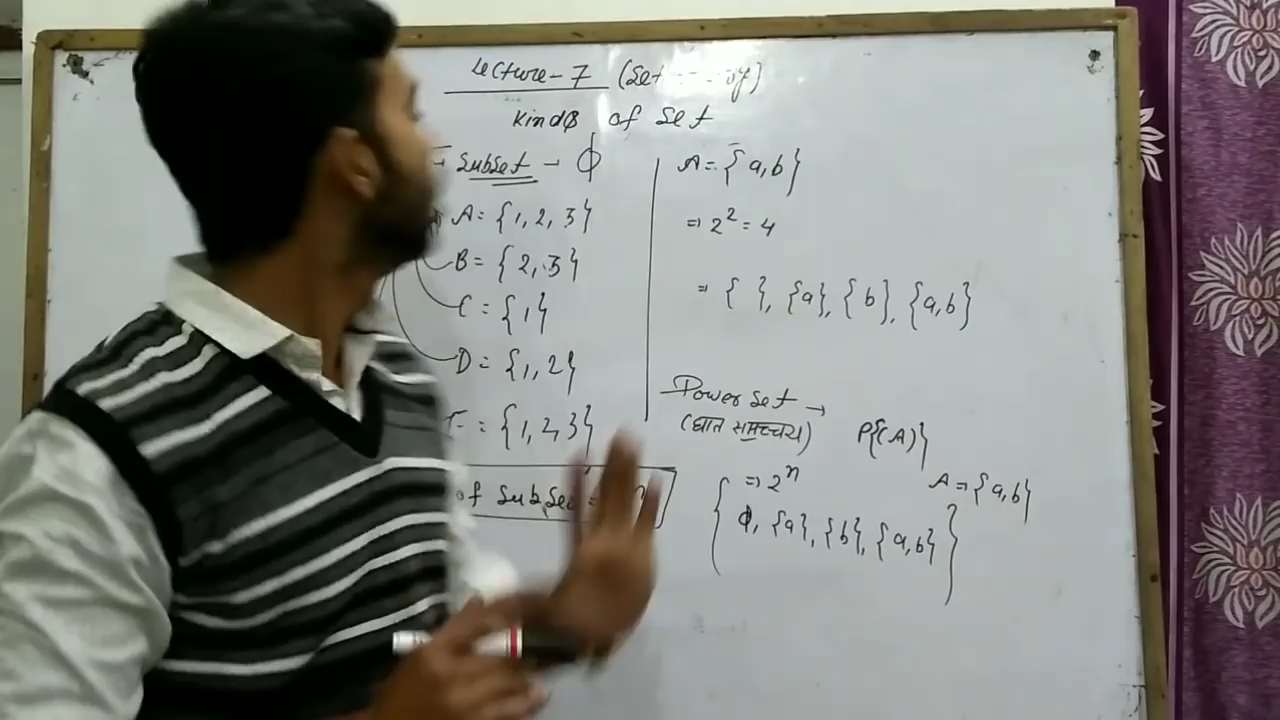 Lecture-7 (Set
Kinds of Set
Subset - ϕ
A = {1, 2, 3}
B = {2, 3}
C = {1}
D = {1, 2}
= {1, 2, 3}
of Subset =
A = {a, b}
⇒ 2² = 4
= { }, {a}, {b}, {a, b}
Power Set →
(घात समुच्चय) P{(A)}
⇒ 2ⁿ A → {a, b}
{ϕ, {a}, {b}, {a, b}}